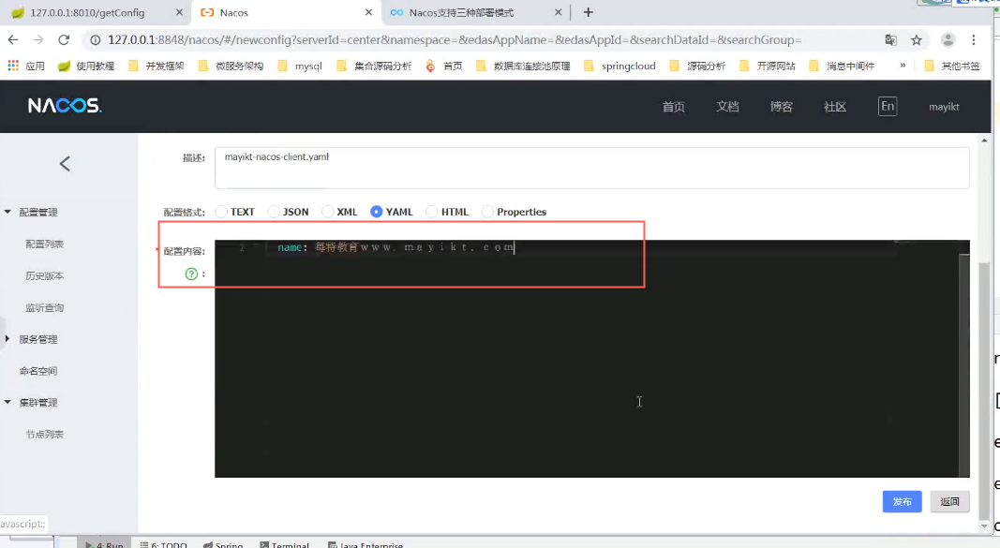 127.0.0.1:8010/getConfig
Nacos
Nacos支持三种部署模式
127.0.0.1:8848/nacos/#/newconfig?serverId=center&namespace=&edasAppName=&edasAppId=&searchDataId=&searchGroup=
应用 使用教程 开发框架 微服务架构 mysql 集合源码分析 首页 数据库连接池原理 springcloud 源码分析 开源网站 消息中间件 » 其他书签
NACOS. 首页 文档 博客 社区 En mayikt
描述: mayikt-nacos-client.yaml
配置管理
配置格式: TEXT JSON XML YAML HTML Properties
配置列表
* 配置内容: 2 name: 每特教育ｗｗｗ．ｍａｙｉｋｔ．ｃｏｍ
? :
历史版本
监听查询
服务管理
命名空间
集群管理
节点列表
发布 返回
avascript:;
4: Run 6: TODO Spring Terminal Java Enterprise